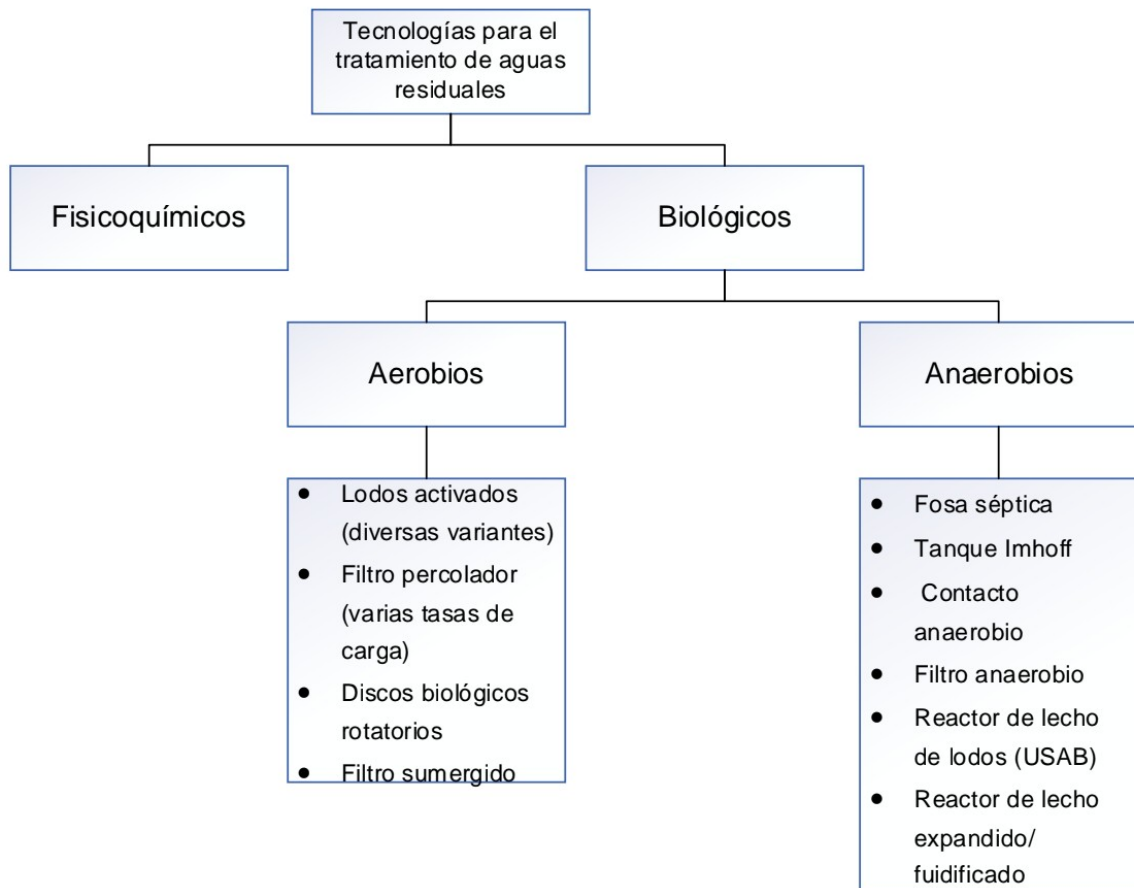 Tecnologías para el
tratamiento de aguas
residuales
Fisicoquímicos
Biológicos
Aerobios
Anaerobios
• Lodos activados
(diversas variantes)
• Filtro percolador
(varias tasas de
carga)
• Discos biológicos
rotatorios
• Filtro sumergido
• Fosa séptica
• Tanque Imhoff
• Contacto
anaerobio
• Filtro anaerobio
• Reactor de lecho
de lodos (USAB)
• Reactor de lecho
expandido/
fuidificado